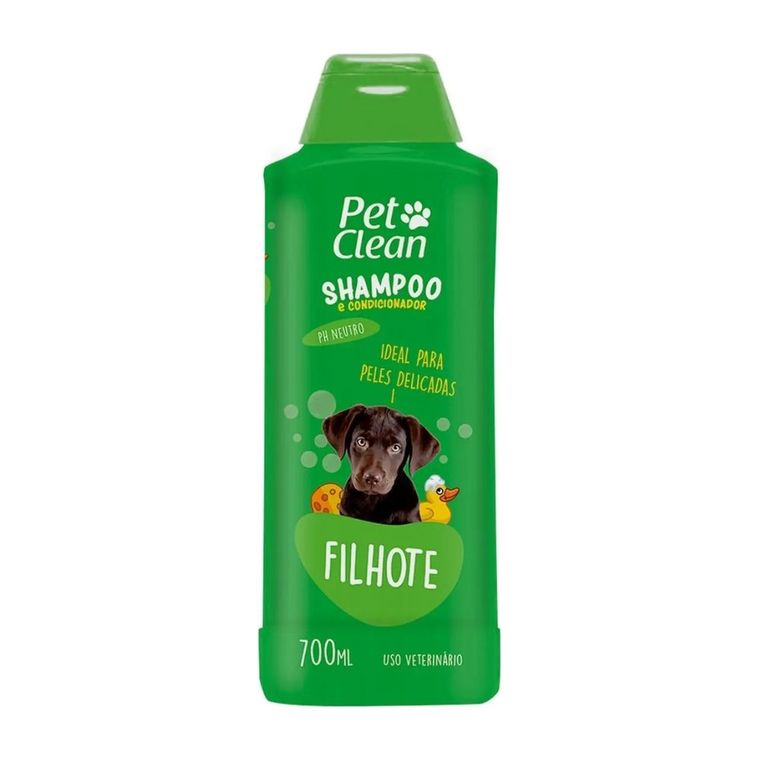 Pet
Clean
SHAMPOO
e CONDICIONADOR
PH NEUTRO
IDEAL PARA
PELES DELICADAS
FILHOTE
700ML
USO VETERINÁRIO